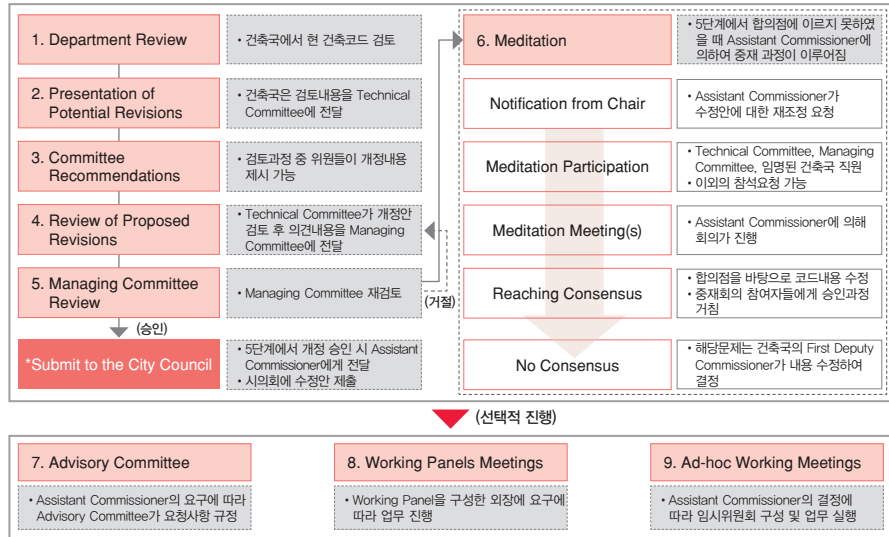 1. Department Review
• 건축국에서 현 건축코드 검토
2. Presentation of
Potential Revisions
• 건축국은 검토내용을 Technical
Committee에 전달
3. Committee
Recommendations
• 검토과정 중 위원들이 개정내용
제시 가능
4. Review of Proposed
Revisions
• Technical Committee가 개정안
검토 후 의견내용을 Managing
Committee에 전달
5. Managing Committee
Review
• Managing Committee 재검토
(거절)
(승인)
*Submit to the City Council
• 5단계에서 개정 승인 시 Assistant
Commissioner에게 전달
• 시의회에 수정안 제출
6. Meditation
• 5단계에서 합의점에 이르지 못하였
을 때 Assistant Commissioner에
의하여 중재 과정이 이루어짐
Notification from Chair
• Assistant Commissioner가
수정안에 대한 재조정 요청
Meditation Participation
• Technical Committee, Managing
Committee, 임명된 건축국 직원
• 이외의 참석요청 가능
Meditation Meeting(s)
• Assistant Commissioner에 의해
회의가 진행
Reaching Consensus
• 합의점을 바탕으로 코드내용 수정
• 중재회의 참여자들에게 승인과정
거침
No Consensus
• 해당문제는 건축국의 First Deputy
Commissioner가 내용 수정하여
결정
(선택적 진행)
7. Advisory Committee
• Assistant Commissioner의 요구에 따라
Advisory Committee가 요청사항 규정
8. Working Panels Meetings
• Working Panel을 구성한 외장에 요구에
따라 업무 진행
9. Ad-hoc Working Meetings
• Assistant Commissioner의 결정에
따라 임시위원회 구성 및 업무 실행